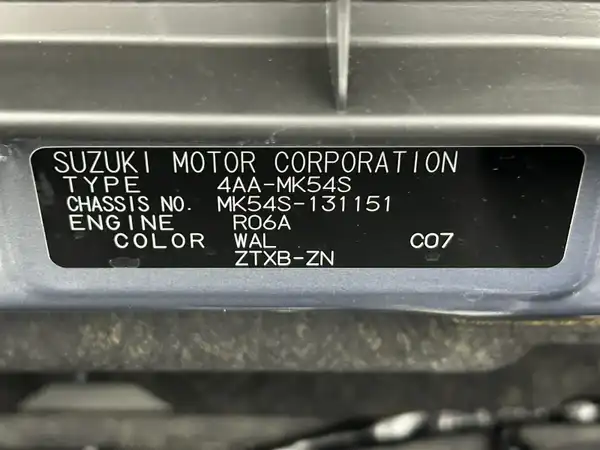 SUZUKI MOTOR CORPORATION
TYPE 4AA-MK54S
CHASSIS NO. MK54S-131151
ENGINE R06A
COLOR WAL C07
ZTXB-ZN